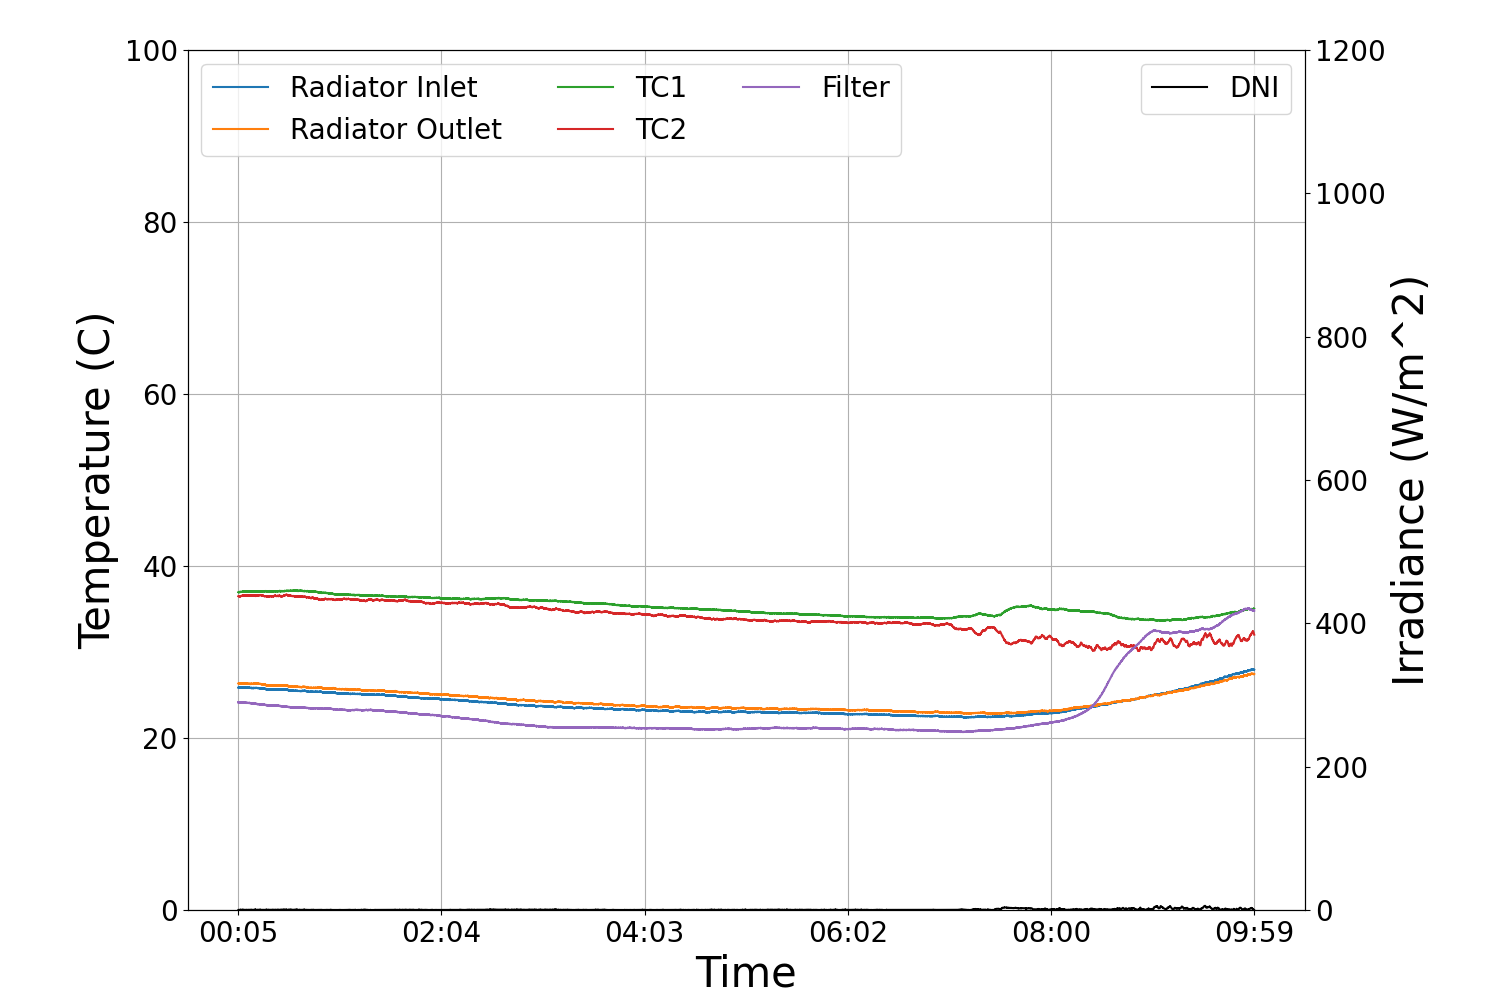 Radiator Inlet
Radiator Outlet
TC1
TC2
Filter
DNI
Temperature (C)
100
80
60
40
20
0
Irradiance (W/m^2)
1200
1000
800
600
400
200
0
00:05 02:04 04:03 06:02 08:00 09:59
Time